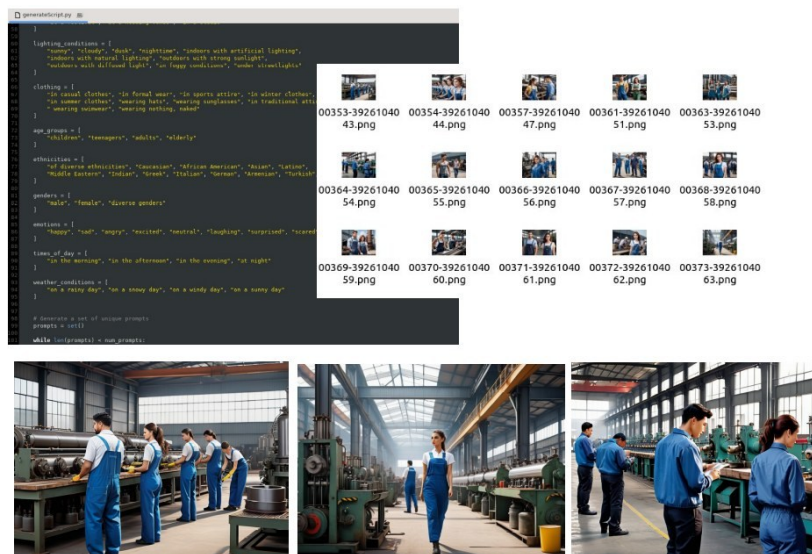 generateScript.py
]
lighting_conditions = [
"sunny", "cloudy", "dusk", "nighttime", "indoors with artificial lighting",
"indoors with natural lighting", "outdoors with strong sunlight",
"outdoors with diffused light", "in foggy conditions", "under streetlights"
]
clothing = [
"in casual clothes", "in formal wear", "in sports attire", "in winter clothes",
"in summer clothes", "wearing hats", "wearing sunglasses", "in traditional atti
" wearing swimwear", "wearing nothing, naked"
]
age_groups = [
"children", "teenagers", "adults", "elderly"
]
ethnicities = [
"of diverse ethnicities", "Caucasian", "African American", "Asian", "Latino",
"Middle Eastern", "Indian", "Greek", "Italian", "German", "Armenian", "Turkish"
]
genders = [
"male", "female", "diverse genders"
]
emotions = [
"happy", "sad", "angry", "excited", "neutral", "laughing", "surprised", "scared"
]
times_of_day = [
"in the morning", "in the afternoon", "in the evening", "at night"
]
weather_conditions = [
"on a rainy day", "on a snowy day", "on a windy day", "on a sunny day"
]
# Generate a set of unique prompts
prompts = set()
while len(prompts) < num_prompts:
00353-39261040 00354-39261040 00357-39261040 00361-39261040 00363-39261040
43.png 44.png 47.png 51.png 53.png
00364-39261040 00365-39261040 00366-39261040 00367-39261040 00368-39261040
54.png 55.png 56.png 57.png 58.png
00369-39261040 00370-39261040 00371-39261040 00372-39261040 00373-39261040
59.png 60.png 61.png 62.png 63.png